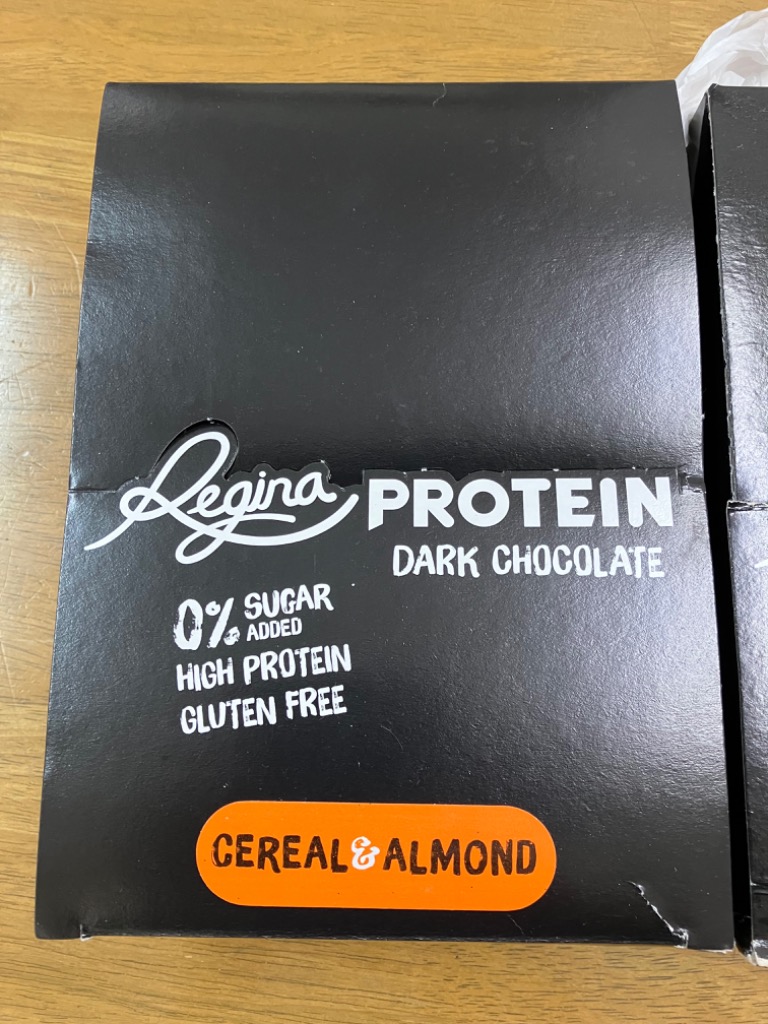 Regina PROTEIN
DARK CHOCOLATE
0% SUGAR
ADDED
HIGH PROTEIN
GLUTEN FREE
CEREAL & ALMOND